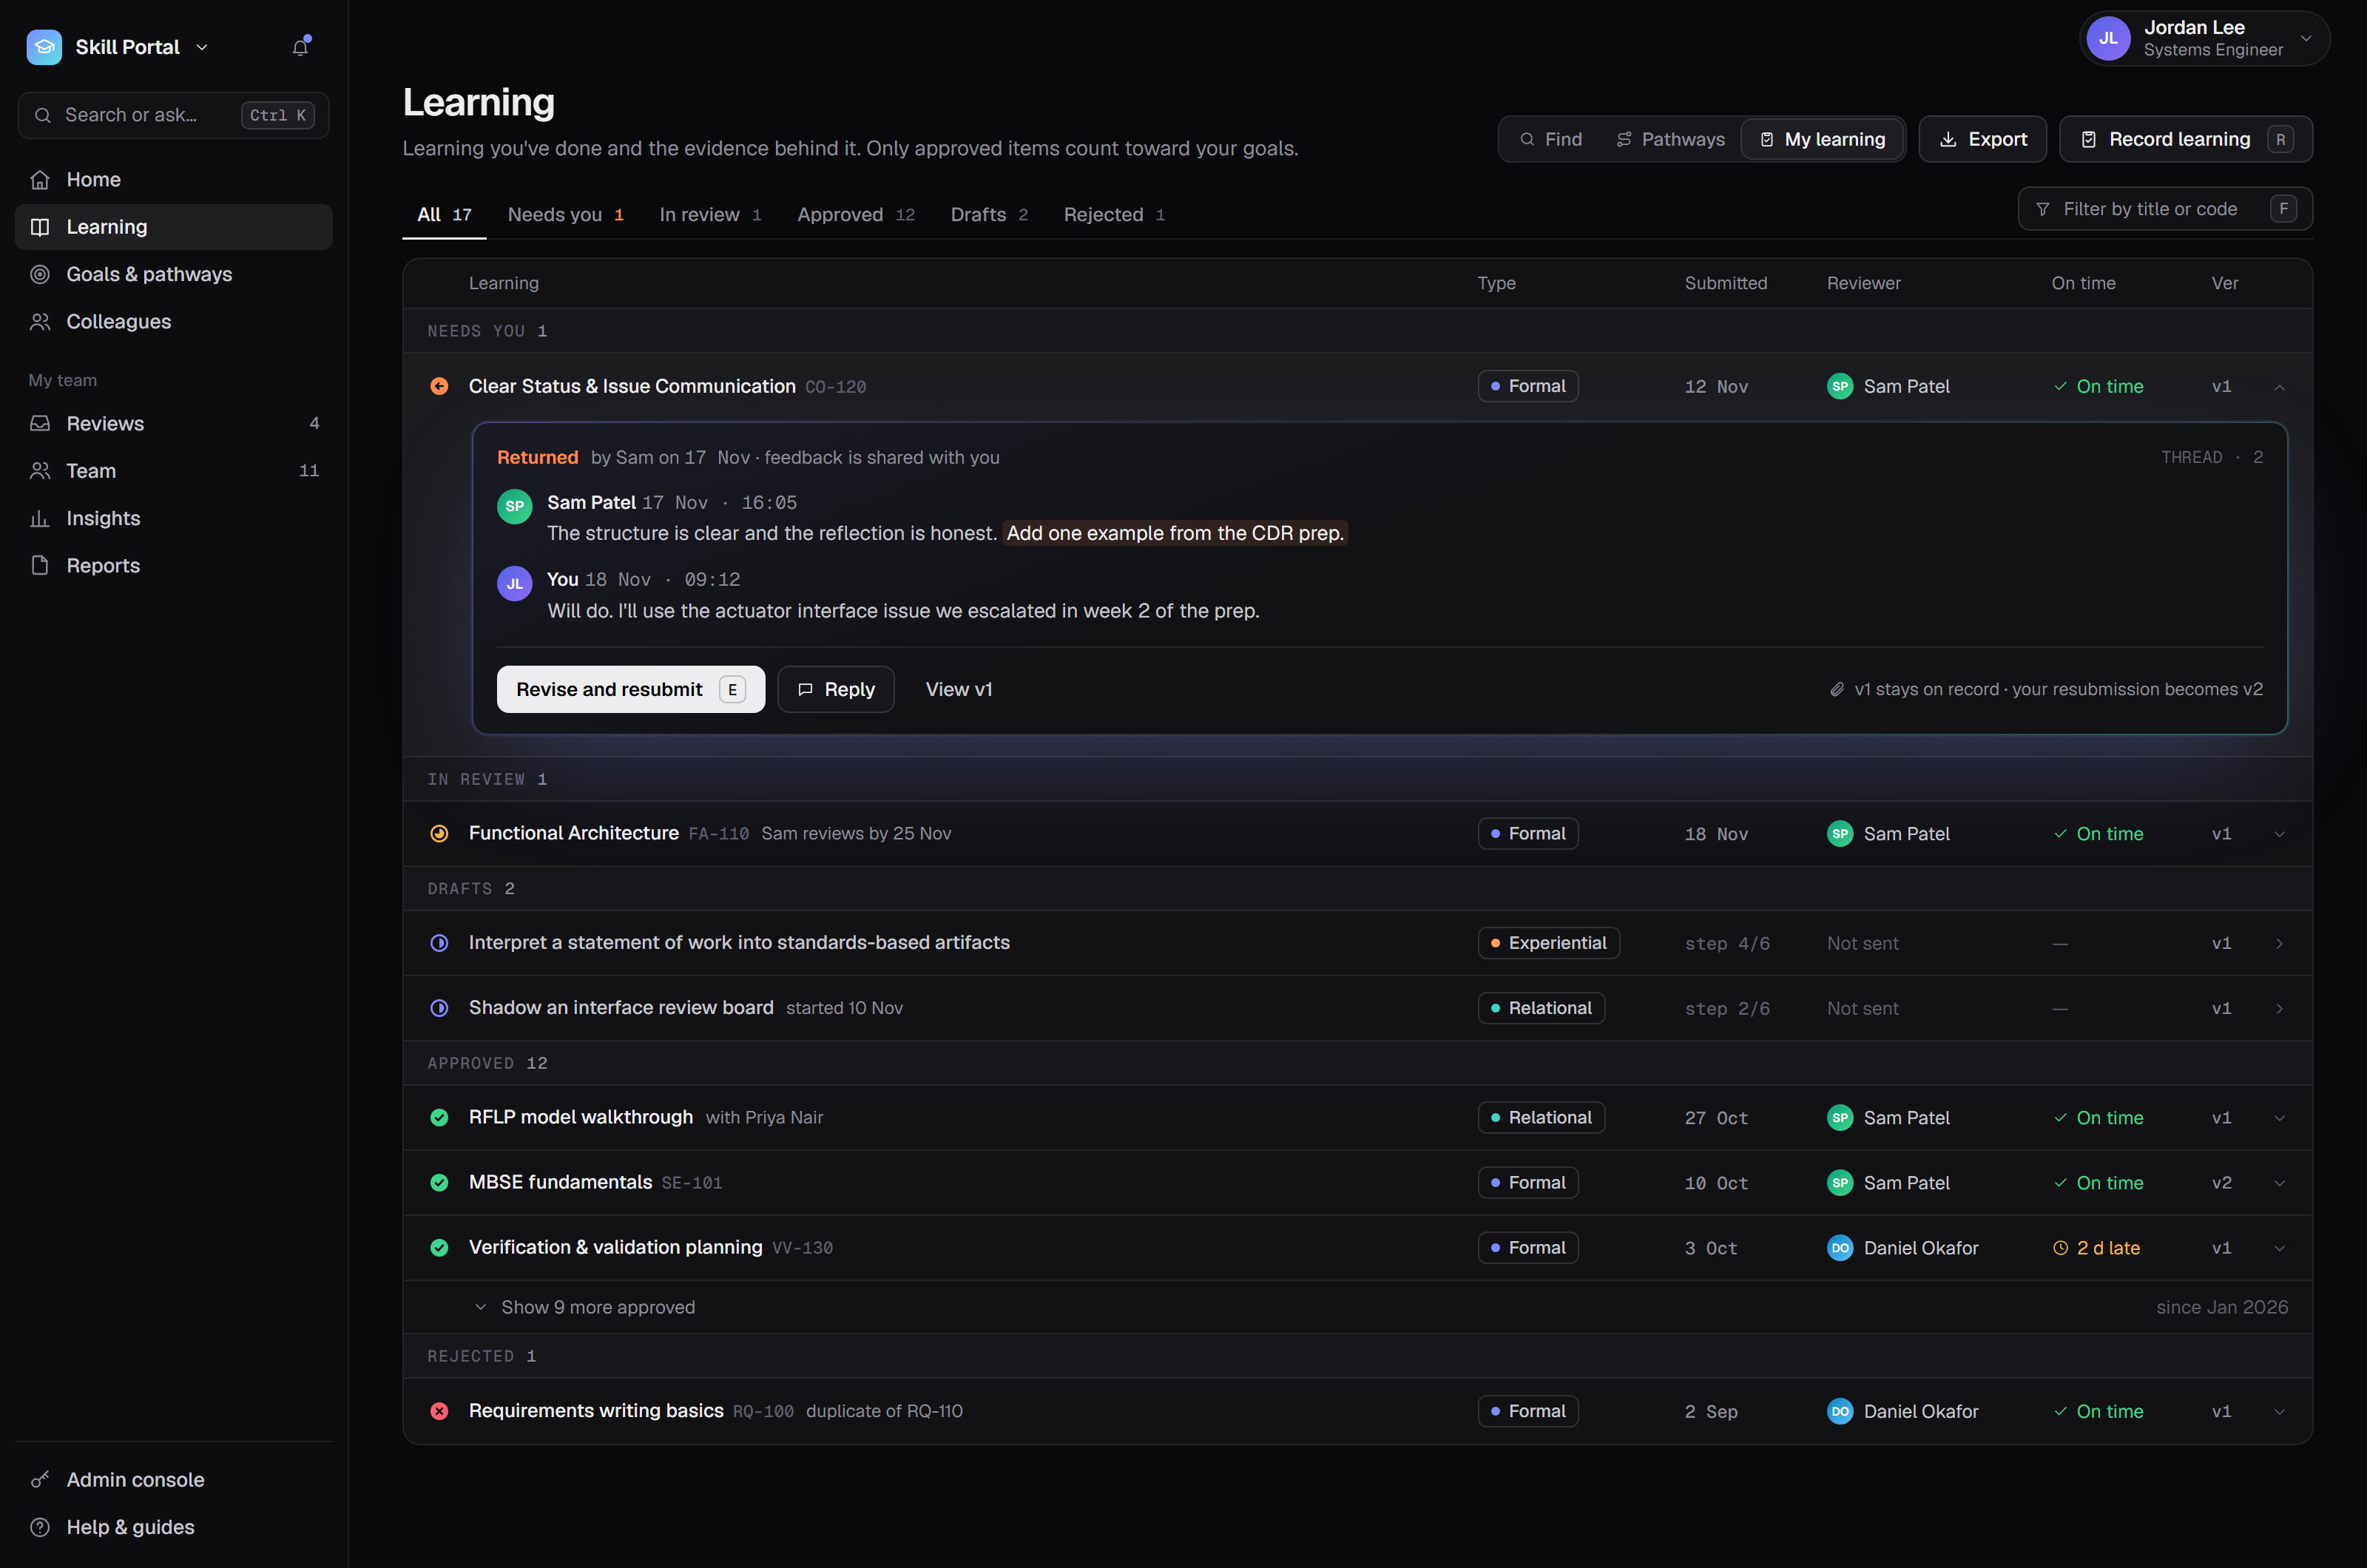 Skill Portal
Search or ask... Ctrl K
Home
Learning
Goals & pathways
Colleagues
My team
Reviews 4
Team 11
Insights
Reports
Admin console
Help & guides
JL Jordan Lee
Systems Engineer
Learning
Learning you've done and the evidence behind it. Only approved items count toward your goals.
Find Pathways My learning Export Record learning R
All 17 Needs you 1 In review 1 Approved 12 Drafts 2 Rejected 1
Filter by title or code F
Learning Type Submitted Reviewer On time Ver
NEEDS YOU 1
Clear Status & Issue Communication CO-120 Formal 12 Nov SP Sam Patel On time v1
Returned by Sam on 17 Nov · feedback is shared with you THREAD · 2
SP Sam Patel 17 Nov · 16:05
The structure is clear and the reflection is honest. Add one example from the CDR prep.
JL You 18 Nov · 09:12
Will do. I'll use the actuator interface issue we escalated in week 2 of the prep.
Revise and resubmit E Reply View v1 v1 stays on record · your resubmission becomes v2
IN REVIEW 1
Functional Architecture FA-110 Sam reviews by 25 Nov Formal 18 Nov SP Sam Patel On time v1
DRAFTS 2
Interpret a statement of work into standards-based artifacts Experiential step 4/6 Not sent — v1
Shadow an interface review board started 10 Nov Relational step 2/6 Not sent — v1
APPROVED 12
RFLP model walkthrough with Priya Nair Relational 27 Oct SP Sam Patel On time v1
MBSE fundamentals SE-101 Formal 10 Oct SP Sam Patel On time v2
Verification & validation planning VV-130 Formal 3 Oct DO Daniel Okafor 2 d late v1
Show 9 more approved since Jan 2026
REJECTED 1
Requirements writing basics RQ-100 duplicate of RQ-110 Formal 2 Sep DO Daniel Okafor On time v1